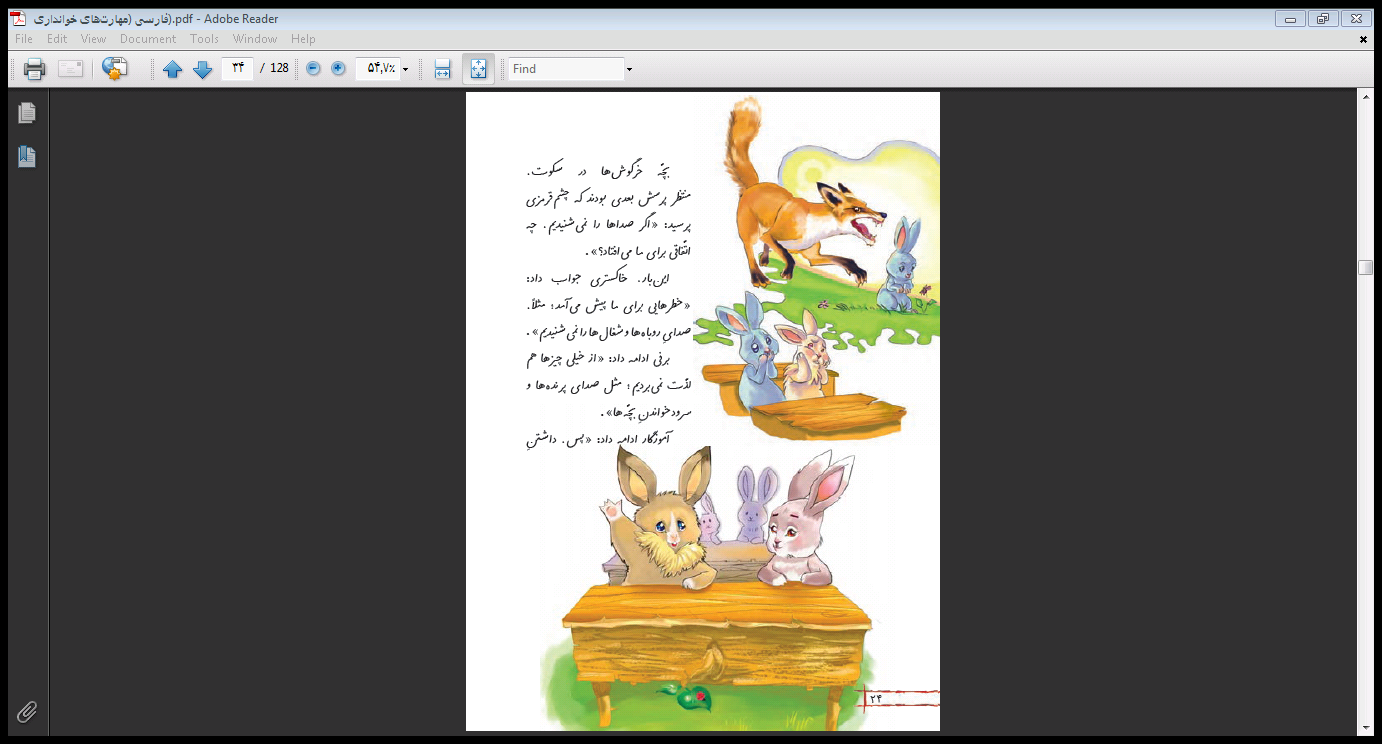 فارسی (مهارت‌های خوانداری).pdf - Adobe Reader
File Edit View Document Tools Window Help
۳۴ / 128 ۵۴,۷% Find
بچّه خرگوش‌ها در سکوت،
منتظر پرسش بعدی بودند که چشم‌قرمزی
پرسید: «اگر صداها را نمی‌شنیدیم، چه
اتّفاقی برای ما می‌افتاد؟».
این‌بار، خاکستری جواب داد:
«خطرهایی برای ما پیش می‌آمد؛ مثلاً،
صدایِ روباه‌ها و شغال‌ها را نمی‌شنیدیم».
برفی ادامه داد: «از خیلی چیزها هم
لذّت نمی‌بردیم؛ مثل صدای پرنده‌ها و
سرود خواندنِ بچّه‌ها».
آموزگار ادامه داد: «پس، داشتنِ
۲۴